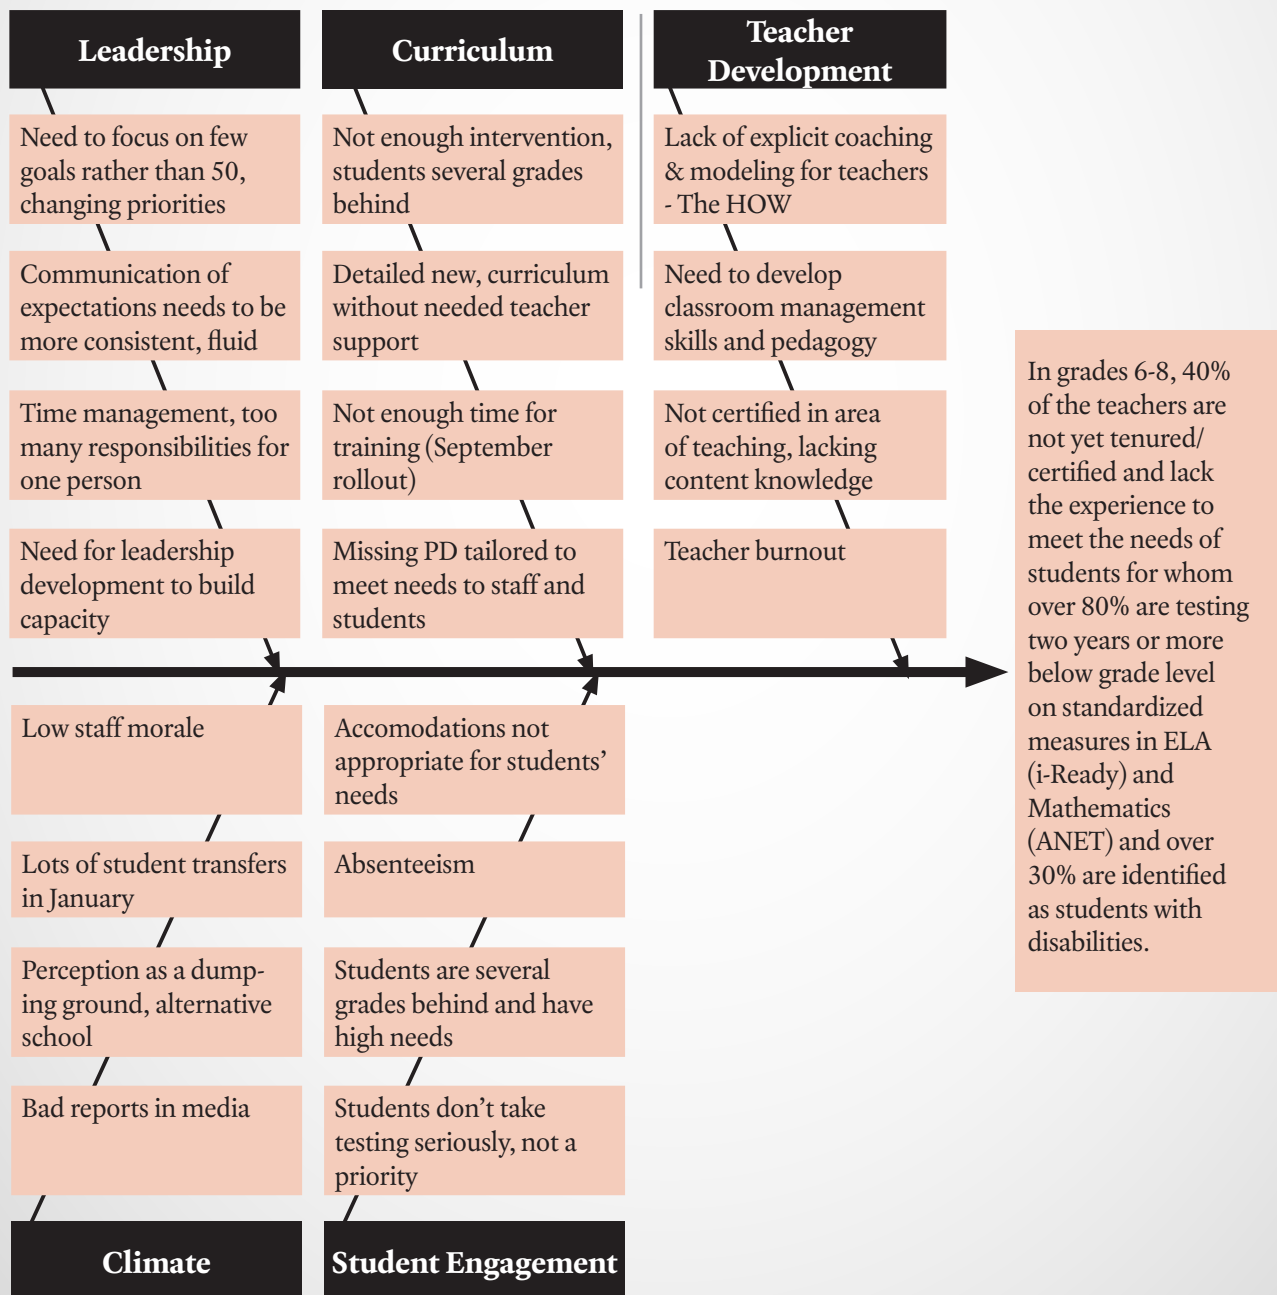 Leadership
Need to focus on few
goals rather than 50,
changing priorities
Communication of
expectations needs to be
more consistent, fluid
Time management, too
many responsibilities for
one person
Need for leadership
development to build
capacity
Curriculum
Not enough intervention,
students several grades
behind
Detailed new, curriculum
without needed teacher
support
Not enough time for
training (September
rollout)
Missing PD tailored to
meet needs to staff and
students
Teacher
Development
Lack of explicit coaching
& modeling for teachers
- The HOW
Need to develop
classroom management
skills and pedagogy
Not certified in area
of teaching, lacking
content knowledge
Teacher burnout
Low staff morale
Lots of student transfers
in January
Perception as a dump-
ing ground, alternative
school
Bad reports in media
Climate
Accomodations not
appropriate for students’
needs
Absenteeism
Students are several
grades behind and have
high needs
Students don’t take
testing seriously, not a
priority
Student Engagement
In grades 6-8, 40%
of the teachers are
not yet tenured/
certified and lack
the experience to
meet the needs of
students for whom
over 80% are testing
two years or more
below grade level
on standardized
measures in ELA
(i-Ready) and
Mathematics
(ANET) and over
30% are identified
as students with
disabilities.